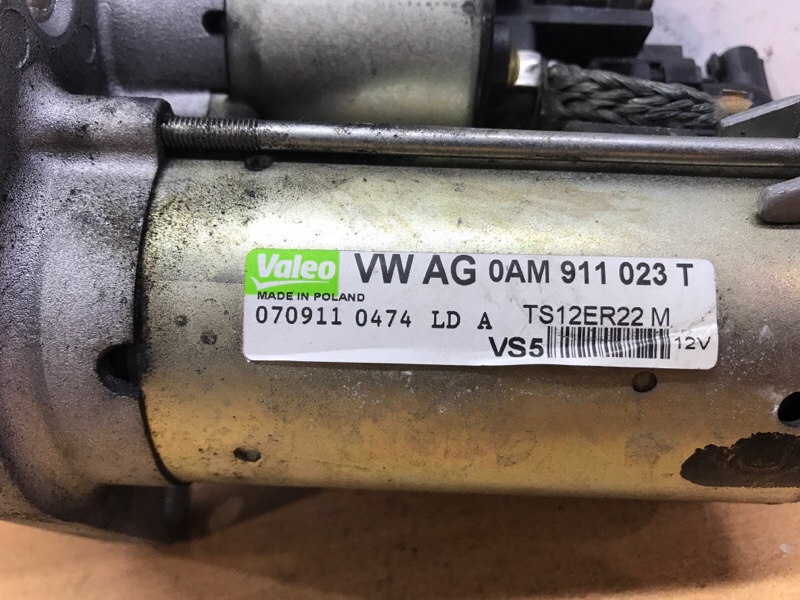 Valeo VW AG 0AM 911 023 T
MADE IN POLAND
070911 0474 LD A TS12ER22 M
VS5 12V